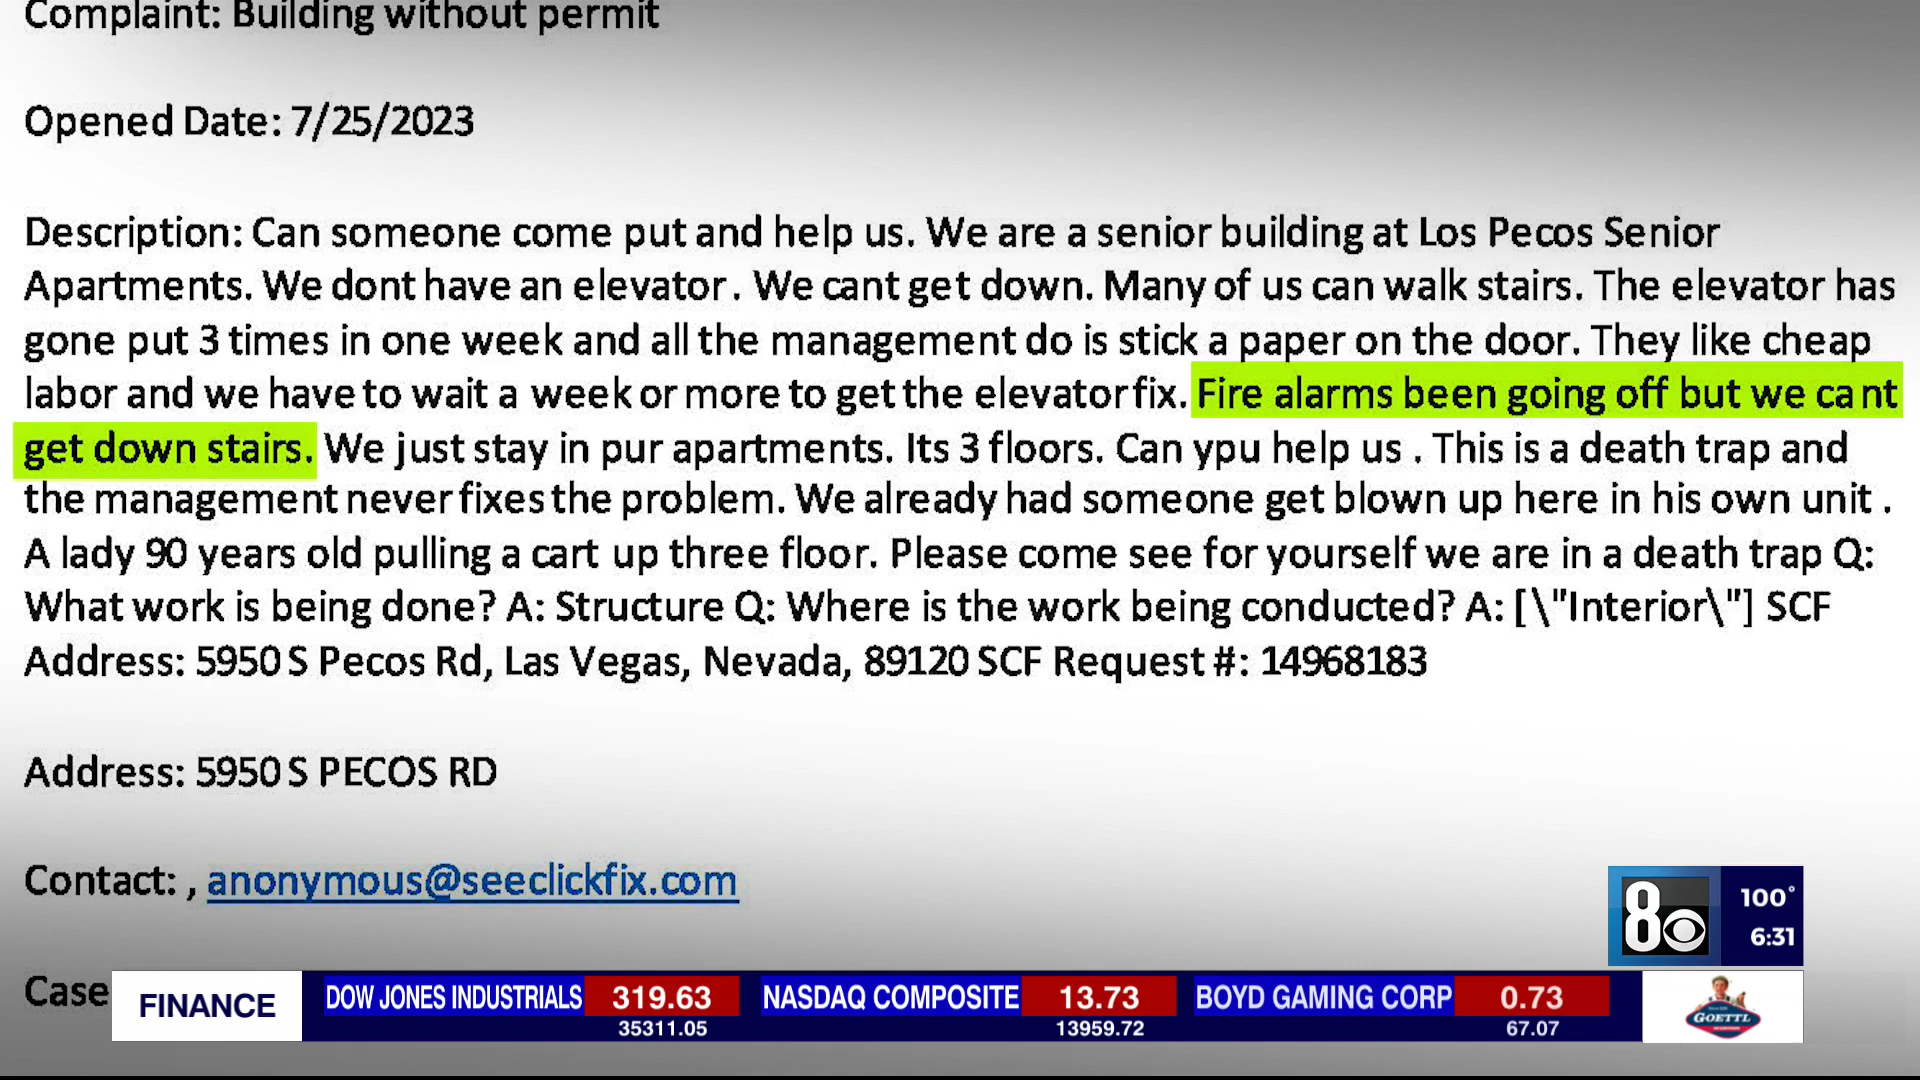 Complaint: Building without permit
Opened Date: 7/25/2023
Description: Can someone come put and help us. We are a senior building at Los Pecos Senior
Apartments. We dont have an elevator. We cant get down. Many of us can walk stairs. The elevator has
gone put 3 times in one week and all the management do is stick a paper on the door. They like cheap
labor and we have to wait a week or more to get the elevator fix. Fire alarms been going off but we cant
get down stairs. We just stay in pur apartments. Its 3 floors. Can ypu help us . This is a death trap and
the management never fixes the problem. We already had someone get blown up here in his own unit .
A lady 90 years old pulling a cart up three floor. Please come see for yourself we are in a death trap Q:
What work is being done? A: Structure Q: Where is the work being conducted? A: [\"Interior\"] SCF
Address: 5950 S Pecos Rd, Las Vegas, Nevada, 89120 SCF Request #: 14968183
Address: 5950 S PECOS RD
Contact: , anonymous@seeclickfix.com
8
100°
6:31
Case
FINANCE
DOW JONES INDUSTRIALS 319.63
35311.05
NASDAQ COMPOSITE 13.73
13959.72
BOYD GAMING CORP 0.73
67.07
GOETTL